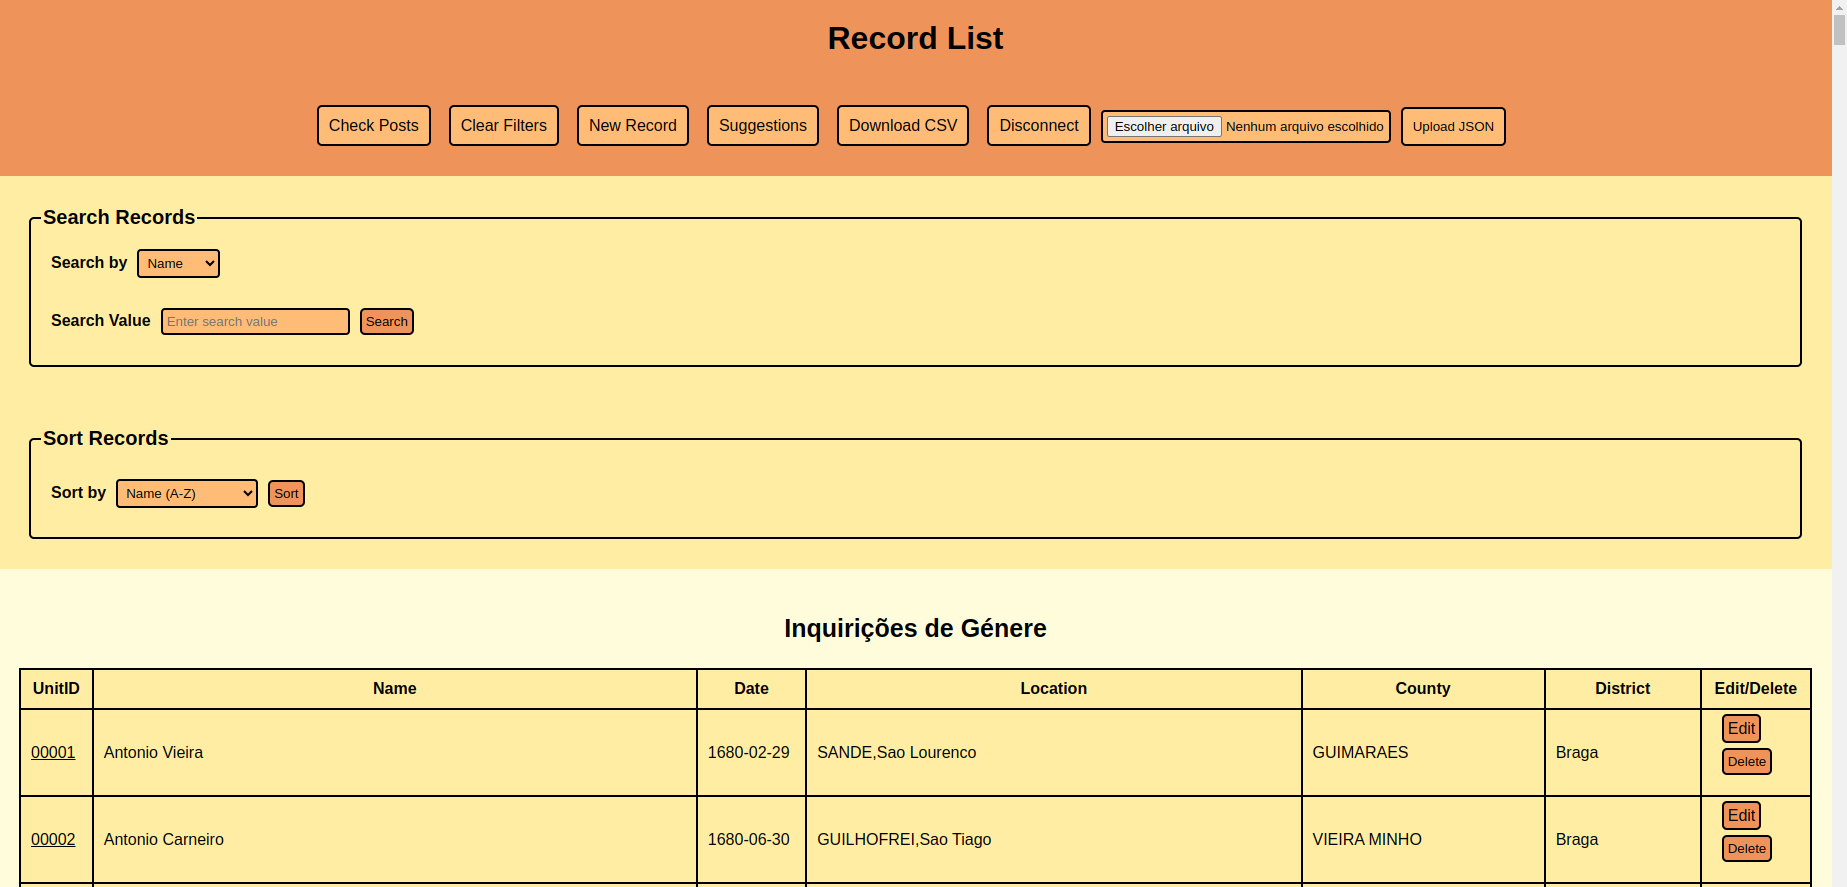 Record List
Check Posts Clear Filters New Record Suggestions Download CSV Disconnect Escolher arquivo Nenhum arquivo escolhido Upload JSON
Search Records
Search by Name
Search Value Enter search value Search
Sort Records
Sort by Name (A-Z) Sort
Inquirições de Génere
UnitID Name Date Location County District Edit/Delete
00001 Antonio Vieira 1680-02-29 SANDE,Sao Lourenco GUIMARAES Braga Edit
Delete
00002 Antonio Carneiro 1680-06-30 GUILHOFREI,Sao Tiago VIEIRA MINHO Braga Edit
Delete